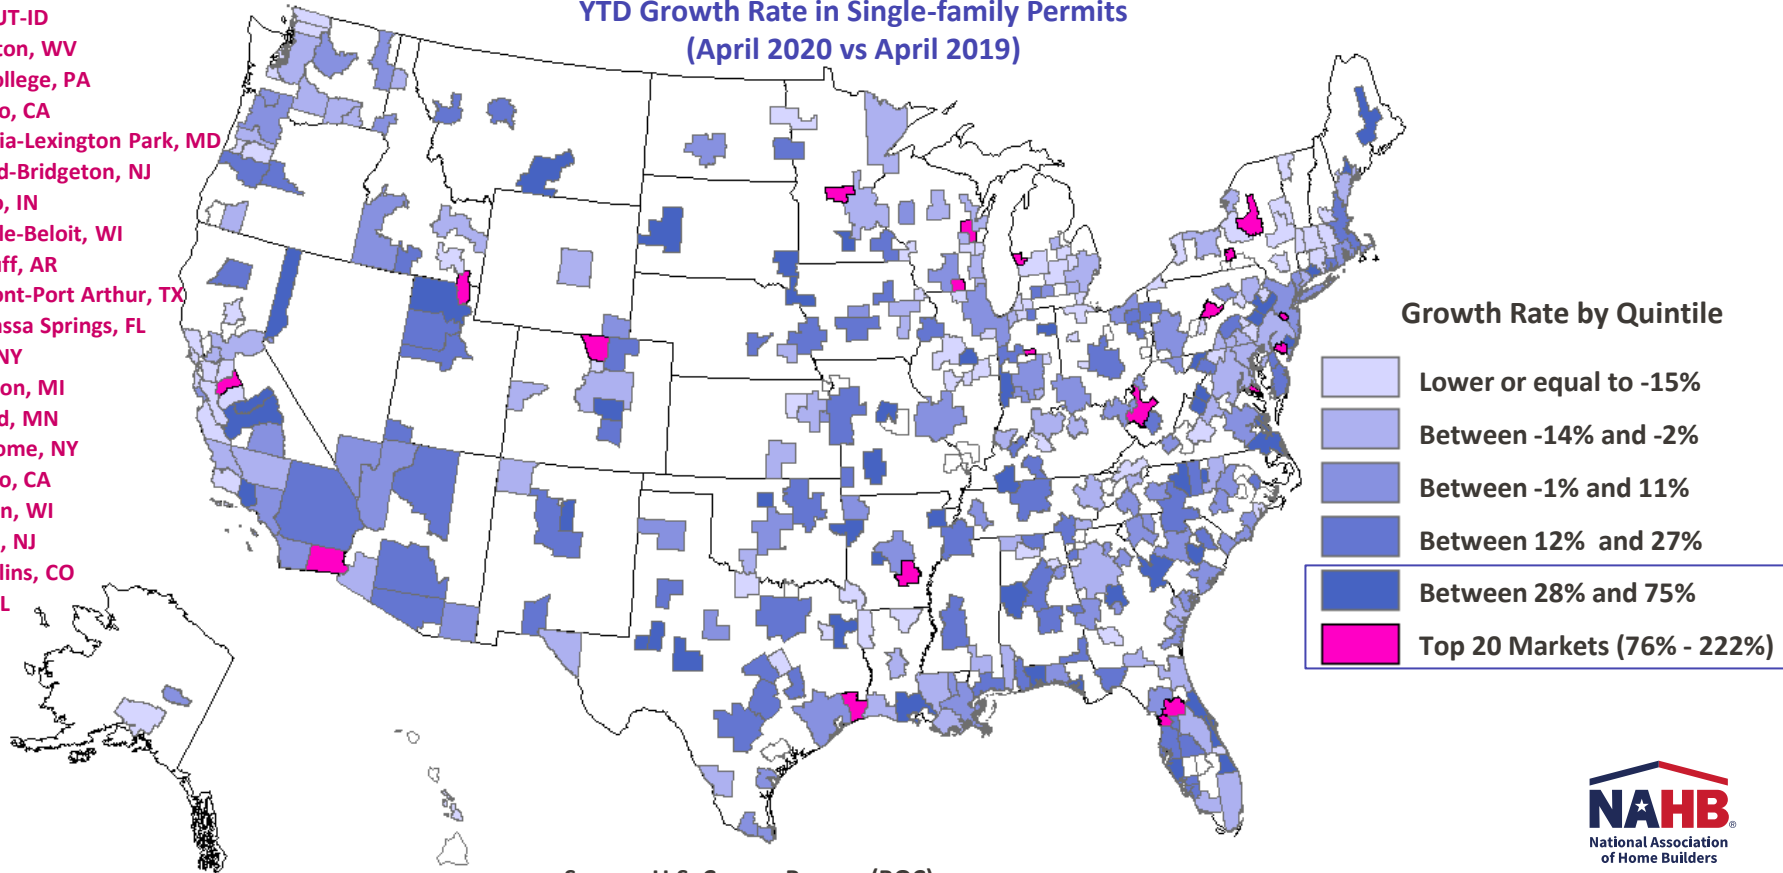 YTD Growth Rate in Single-family Permits
(April 2020 vs April 2019)
UT-ID
ton, WV
ollege, PA
o, CA
ia-Lexington Park, MD
d-Bridgeton, NJ
o, IN
le-Beloit, WI
uff, AR
ont-Port Arthur, TX
assa Springs, FL
NY
on, MI
d, MN
ome, NY
o, CA
n, WI
, NJ
llins, CO
L
Growth Rate by Quintile
Lower or equal to -15%
Between -14% and -2%
Between -1% and 11%
Between 12% and 27%
Between 28% and 75%
Top 20 Markets (76% - 222%)
NAHB®
National Association
of Home Builders